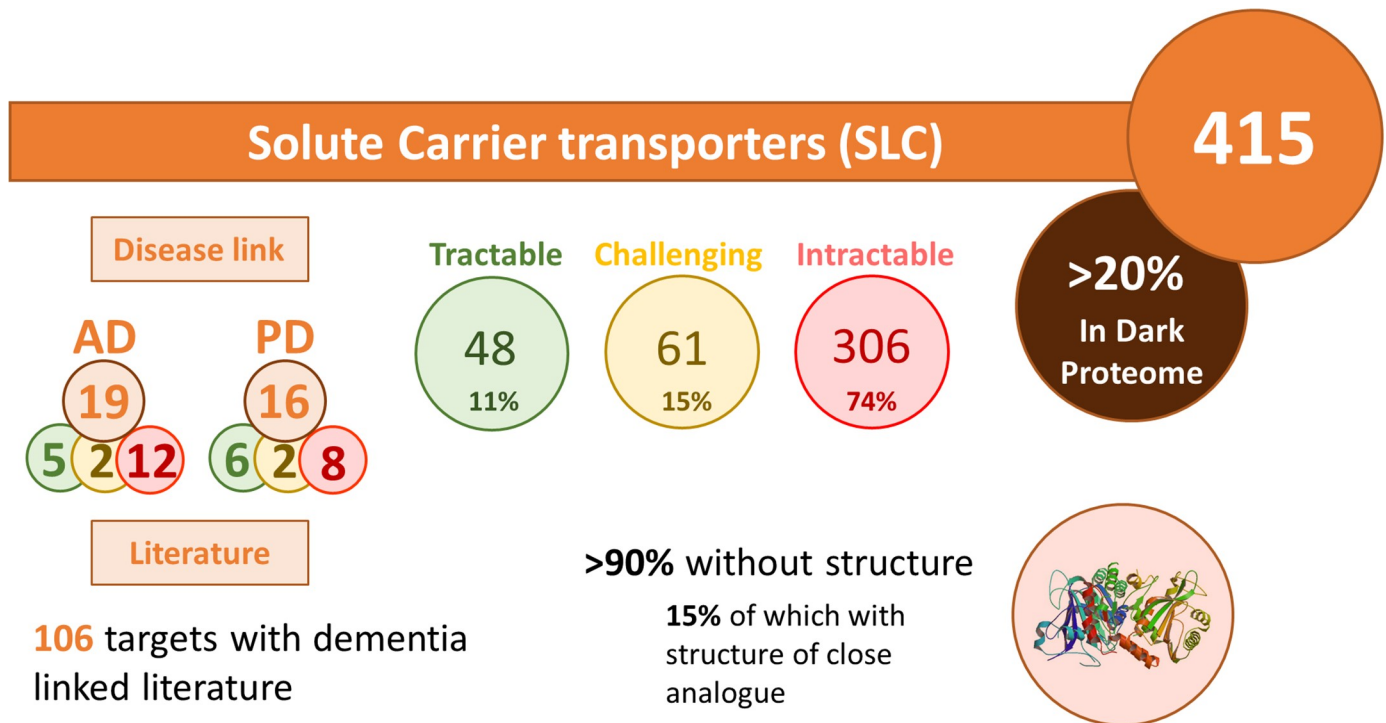 Solute Carrier transporters (SLC)
415
Disease link
AD
19
5 2 12
PD
16
6 2 8
Tractable
48
11%
Challenging
61
15%
Intractable
306
74%
>20%
In Dark
Proteome
Literature
106 targets with dementia
linked literature
>90% without structure
15% of which with
structure of close
analogue